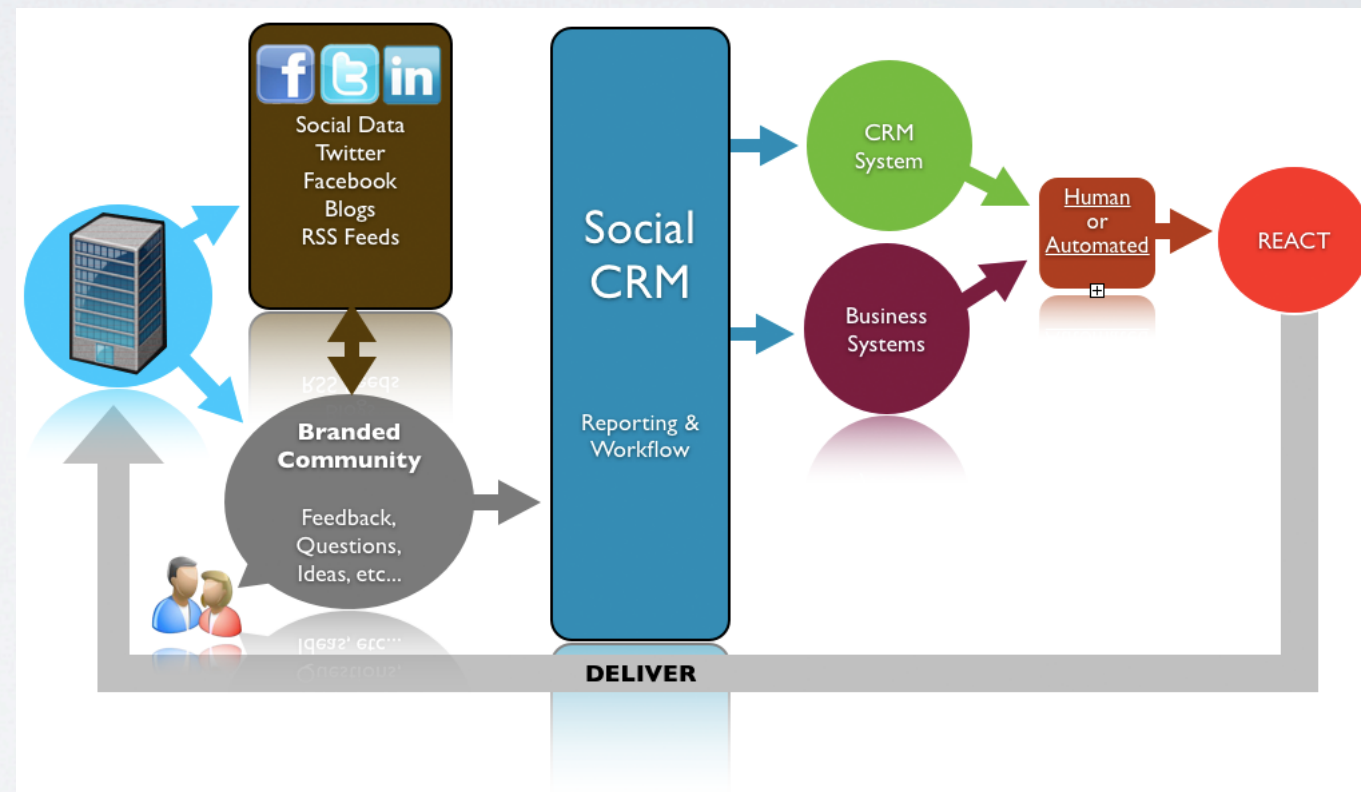 f
t
in
Social Data
Twitter
Facebook
Blogs
RSS Feeds
Branded
Community
Feedback,
Questions,
Ideas, etc...
Social
CRM
Reporting &
Workflow
CRM
System
Business
Systems
Human
or
Automated
REACT
DELIVER